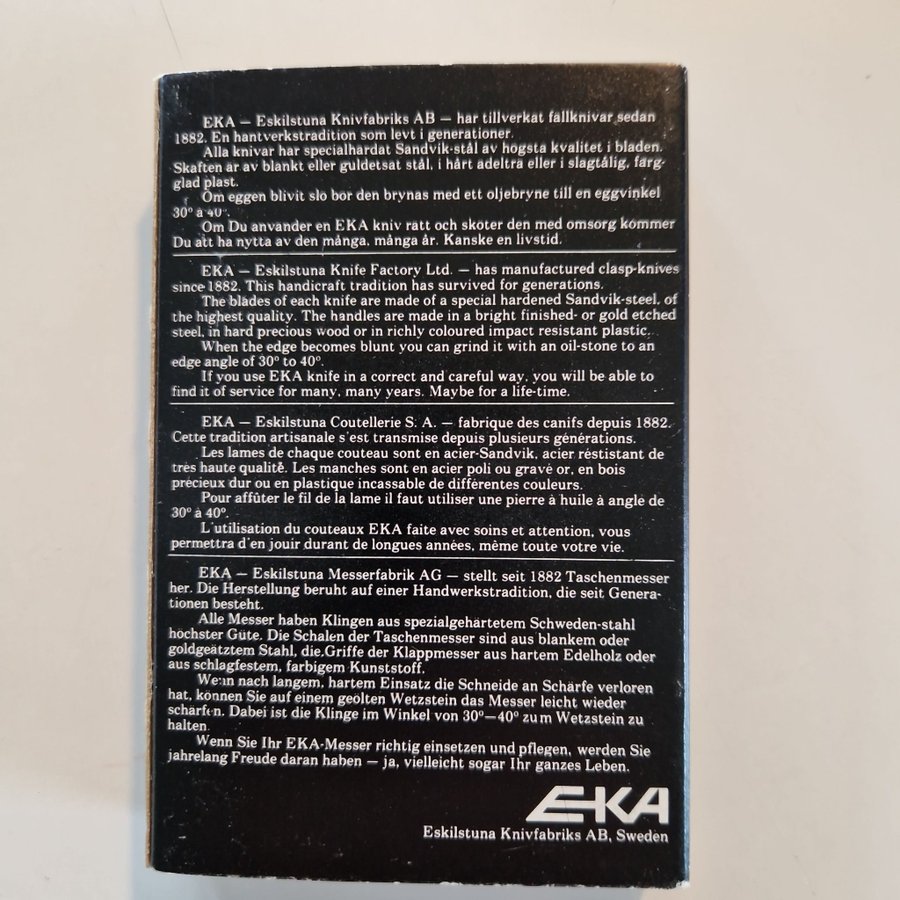 EKA — Eskilstuna Knivfabriks AB — har tillverkat fällknivar sedan
1882. En hantverkstradition som levt i generationer.
Alla knivar har specialhärdat Sandvik-stål av högsta kvalitet i bladen.
Skaften är av blankt eller guldetsat stål, i hårt ädelträ eller i slagtålig, färg-
glad plast.
Om eggen blivit slö bör den brynas med ett oljebryne till en eggvinkel
30° à 40°.
Om Du använder en EKA kniv rätt och sköter den med omsorg kommer
Du att ha nytta av den många, många år. Kanske en livstid.
EKA — Eskilstuna Knife Factory Ltd. — has manufactured clasp-knives
since 1882. This handicraft tradition has survived for generations.
The blades of each knife are made of a special hardened Sandvik-steel, of
the highest quality. The handles are made in a bright finished- or gold etched
steel, in hard precious wood or in richly coloured impact resistant plastic.
When the edge becomes blunt you can grind it with an oil-stone to an
edge angle of 30° to 40°.
If you use EKA knife in a correct and careful way, you will be able to
find it of service for many, many years. Maybe for a life-time.
EKA — Eskilstuna Coutellerie S. A. — fabrique des canifs depuis 1882.
Cette tradition artisanale s'est transmise depuis plusieurs générations.
Les lames de chaque couteau sont en acier-Sandvik, acier réstistant de
très haute qualité. Les manches sont en acier poli ou gravé or, en bois
précieux dur ou en plastique incassable de différentes couleurs.
Pour affûter le fil de la lame il faut utiliser une pierre à huile à angle de
30° à 40°.
L'utilisation du couteaux EKA faite avec soins et attention, vous
permettra d'en jouir durant de longues années, même toute votre vie.
EKA — Eskilstuna Messerfabrik AG — stellt seit 1882 Taschenmesser
her. Die Herstellung beruht auf einer Handwerkstradition, die seit Genera-
tionen besteht.
Alle Messer haben Klingen aus spezialgehärtetem Schweden-stahl
höchster Güte. Die Schalen der Taschenmesser sind aus blankem oder
goldgeätztem Stahl, die Griffe der Klappmesser aus hartem Edelholz oder
aus schlagfestem, farbigem Kunststoff.
Wenn nach langem, hartem Einsatz die Schneide an Schärfe verloren
hat, können Sie auf einem geölten Wetzstein das Messer leicht wieder
schärfen. Dabei ist die Klinge im Winkel von 30°—40° zum Wetzstein zu
halten.
Wenn Sie Ihr EKA-Messer richtig einsetzen und pflegen, werden Sie
jahrelang Freude daran haben — ja, vielleicht sogar Ihr ganzes Leben.
EKA
Eskilstuna Knivfabriks AB, Sweden